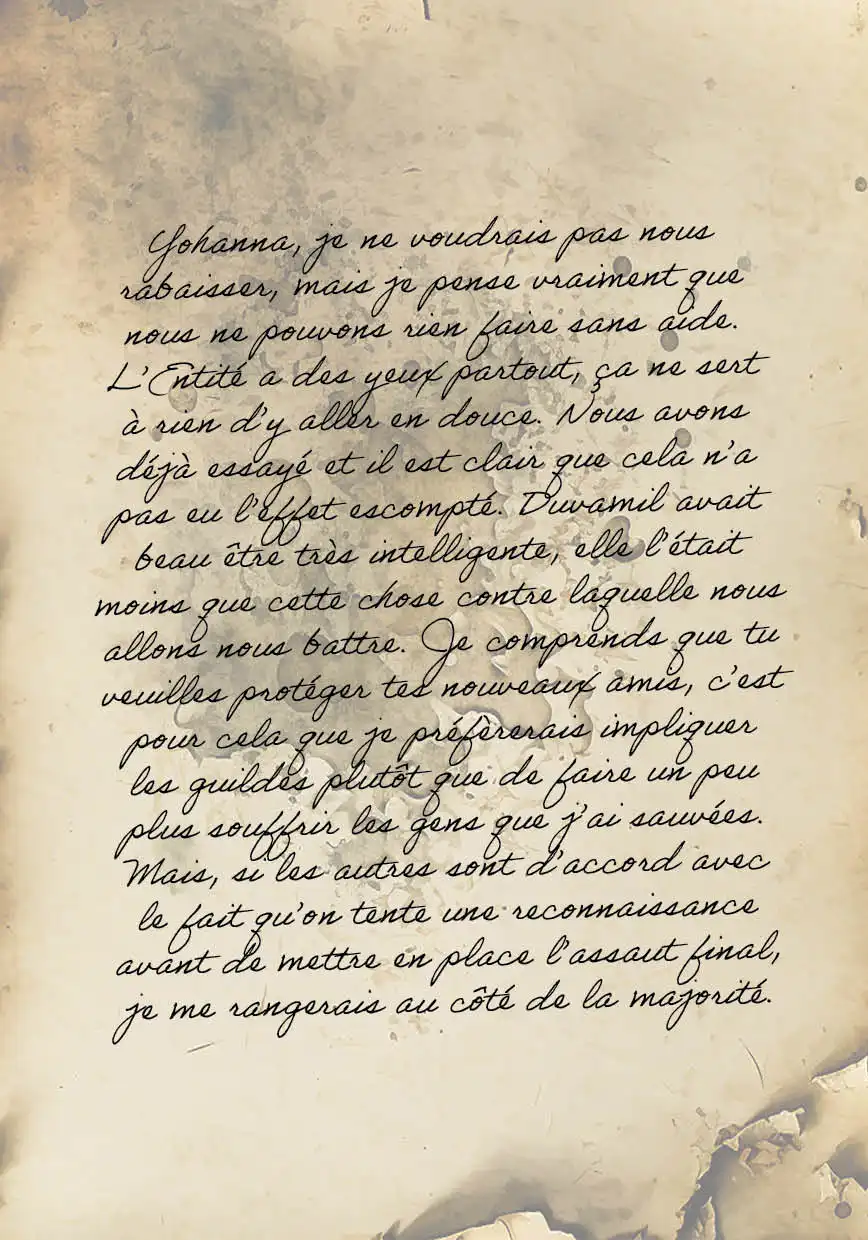 Yohanna, je ne voudrais pas nous
rabaisser, mais je pense vraiment que
nous ne pouvons rien faire sans aide.
L'Entité a des yeux partout, ça ne sert
à rien d'y aller en douce. Nous avons
déjà essayé et il est clair que cela n'a
pas eu l'effet escompté. Duvamil avait
beau être très intelligente, elle l'était
moins que cette chose contre laquelle nous
allons nous battre. Je comprends que tu
veuilles protéger tes nouveaux amis, c'est
pour cela que je préfèrerais impliquer
les guildes plutôt que de faire un peu
plus souffrir les gens que j'ai sauvées.
Mais, si les autres sont d'accord avec
le fait qu'on tente une reconnaissance
avant de mettre en place l'assaut final,
je me rangerais au côté de la majorité.